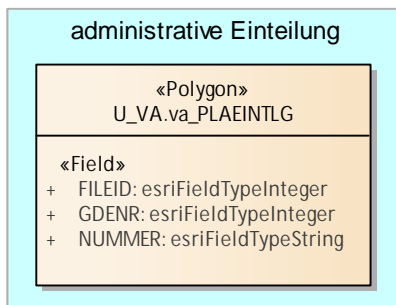 administrative Einteilung
«Polygon»
U_VA.va_PLAEINTLG
«Field»
+ FILEID: esriFieldTypeInteger
+ GDENR: esriFieldTypeInteger
+ NUMMER: esriFieldTypeString